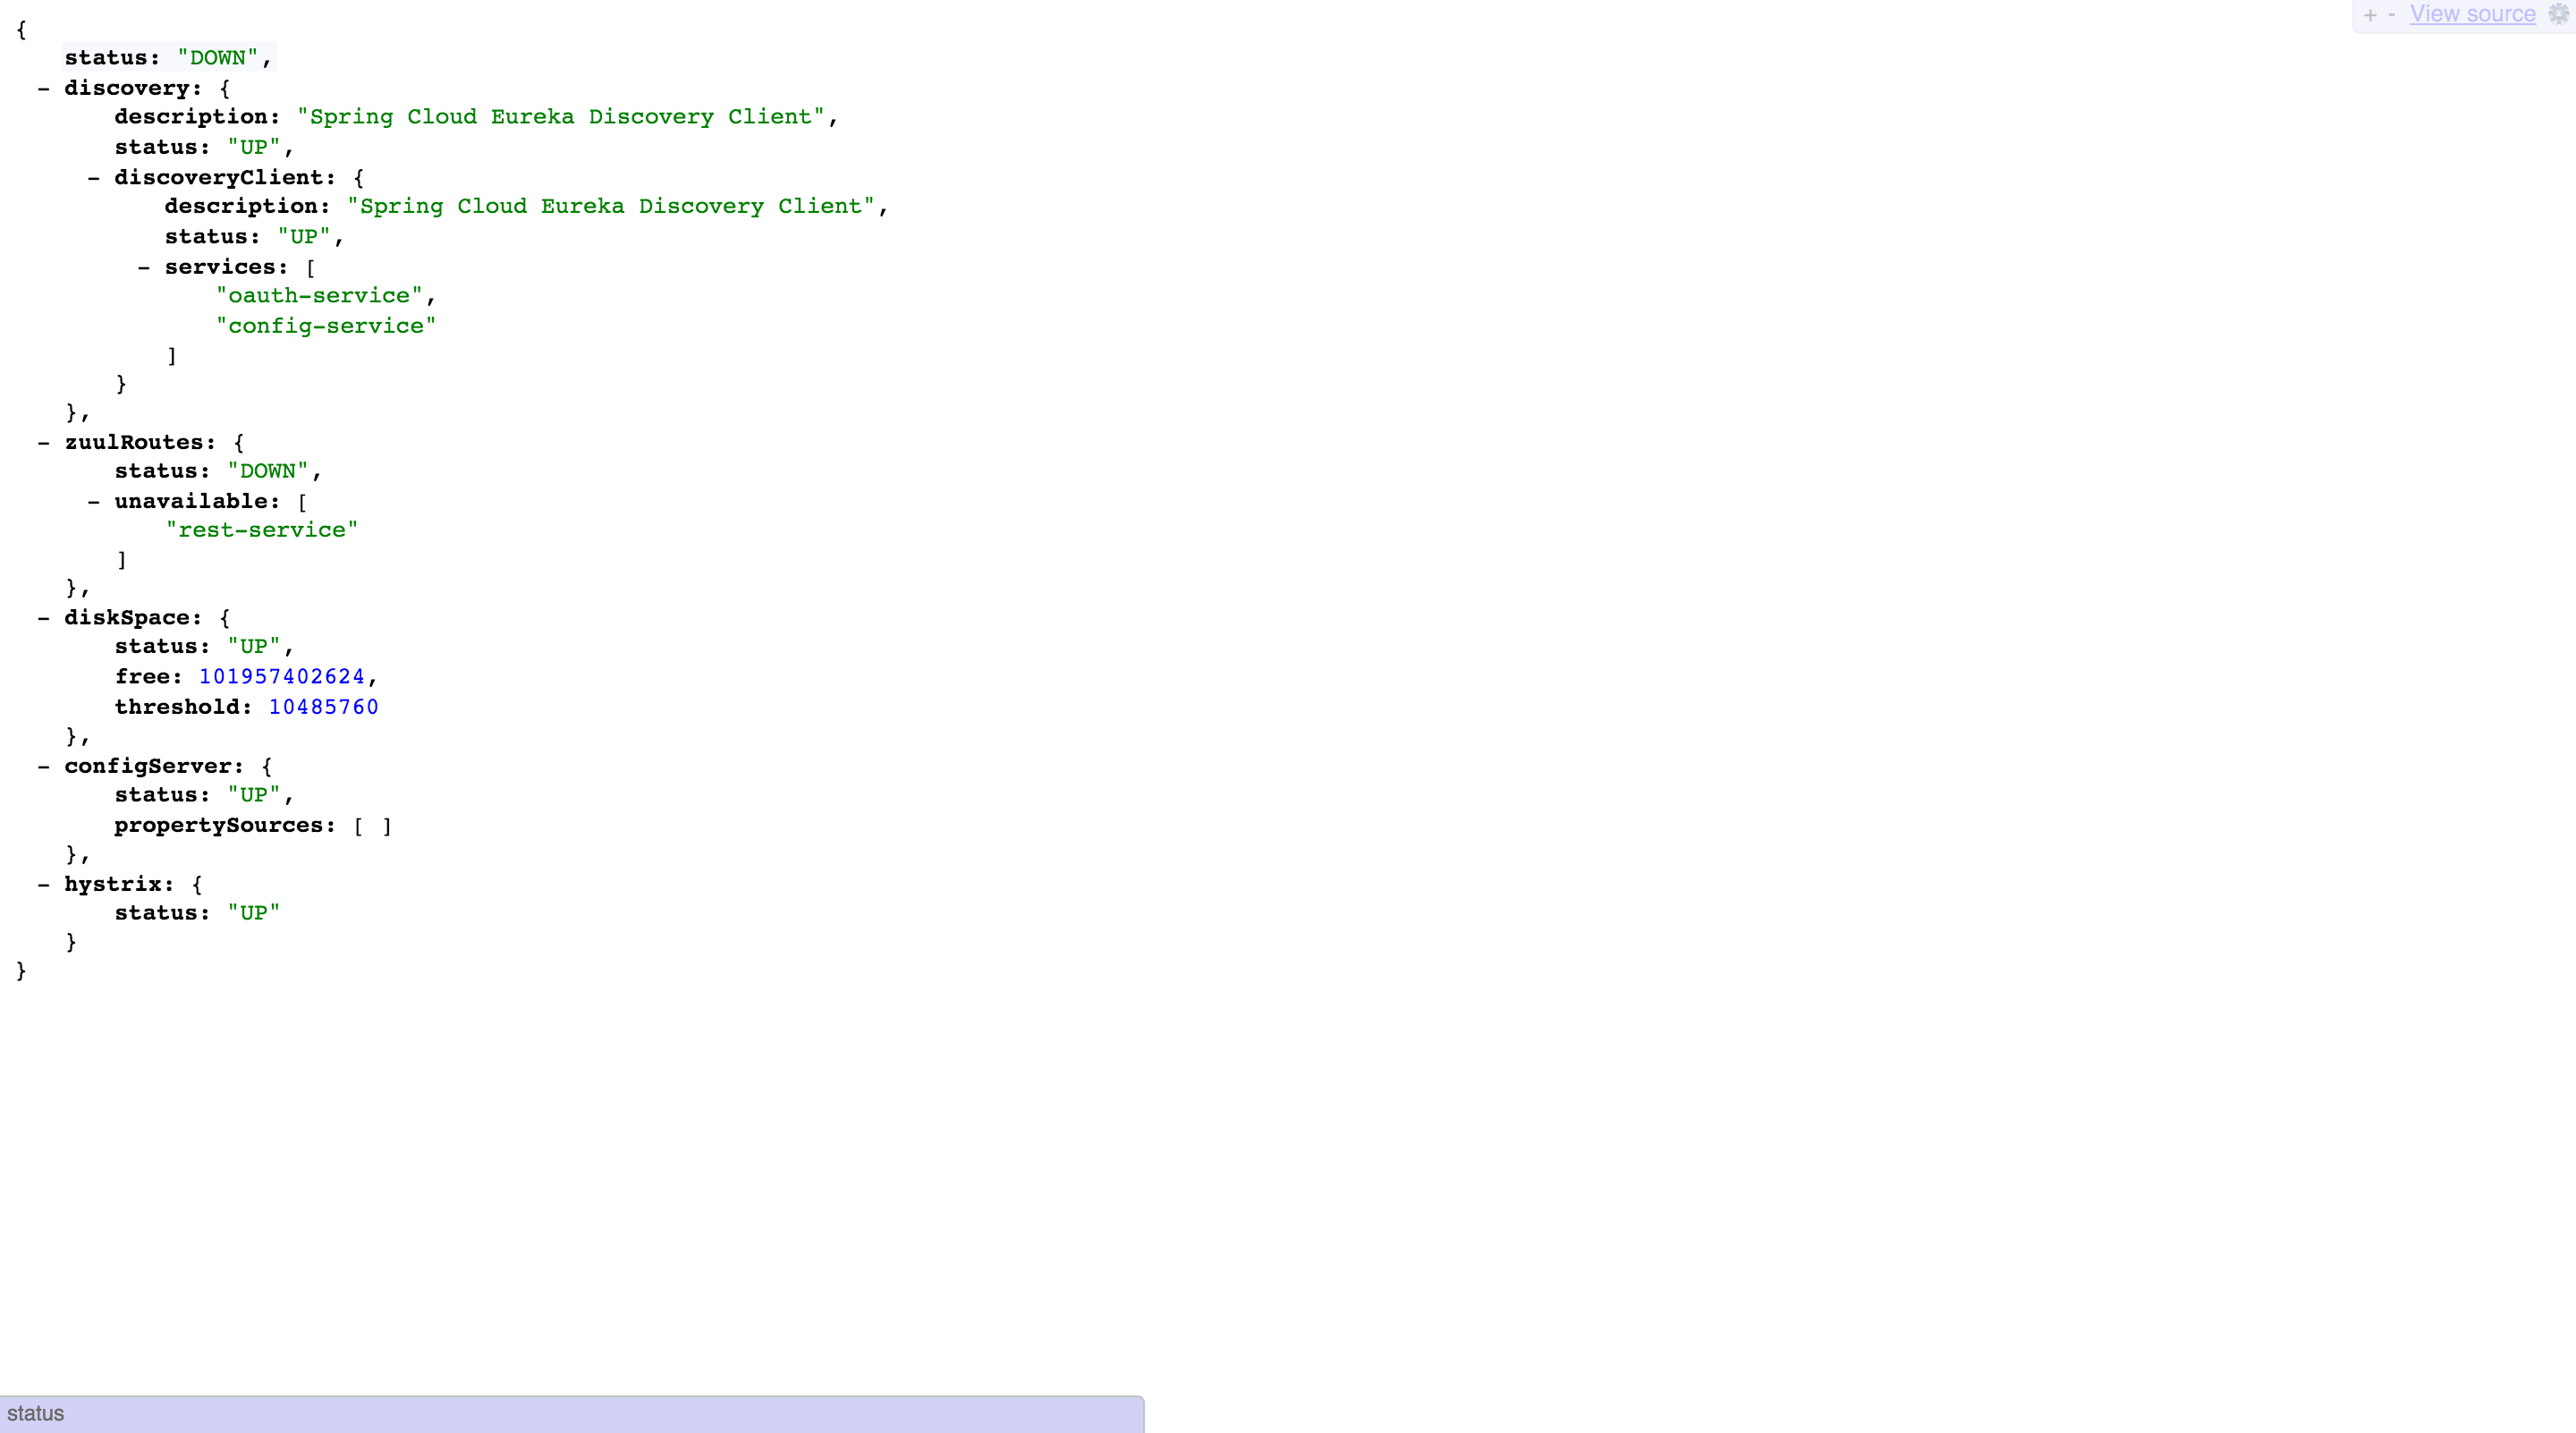 + - View source
{
status: "DOWN",
- discovery: {
description: "Spring Cloud Eureka Discovery Client",
status: "UP",
- discoveryClient: {
description: "Spring Cloud Eureka Discovery Client",
status: "UP",
- services: [
"oauth-service",
"config-service"
]
}
},
- zuulRoutes: {
status: "DOWN",
- unavailable: [
"rest-service"
]
},
- diskSpace: {
status: "UP",
free: 101957402624,
threshold: 10485760
},
- configServer: {
status: "UP",
propertySources: [ ]
},
- hystrix: {
status: "UP"
}
}
status